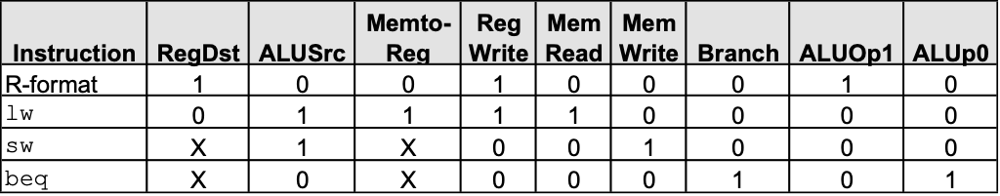 Instruction RegDst ALUSrc Memto-Reg Reg Write Mem Read Mem Write Branch ALUOp1 ALUp0
R-format 1 0 0 1 0 0 0 1 0
lw 0 1 1 1 1 0 0 0 0
sw X 1 X 0 0 1 0 0 0
beq X 0 X 0 0 0 1 0 1